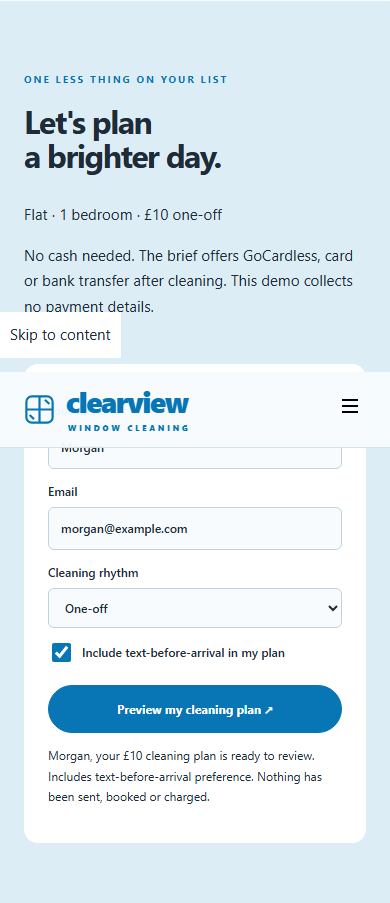 ONE LESS THING ON YOUR LIST
Let's plan
a brighter day.
Flat · 1 bedroom · £10 one-off
No cash needed. The brief offers GoCardless, card
or bank transfer after cleaning. This demo collects
no payment details.
Skip to content
clearview
WINDOW CLEANING
Morgan
Email
morgan@example.com
Cleaning rhythm
One-off
Include text-before-arrival in my plan
Preview my cleaning plan ↗
Morgan, your £10 cleaning plan is ready to review.
Includes text-before-arrival preference. Nothing has
been sent, booked or charged.